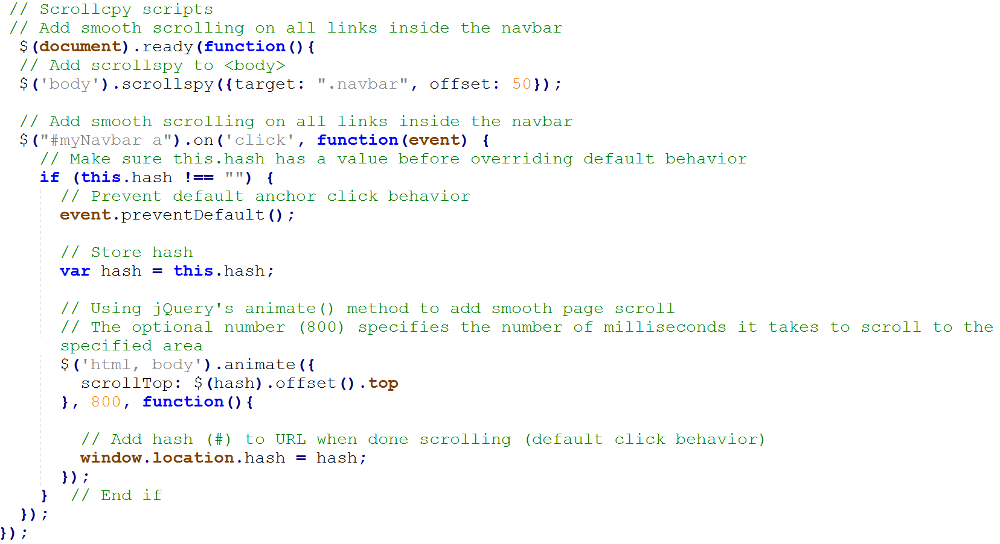 // Scrollcpy scripts
// Add smooth scrolling on all links inside the navbar
$(document).ready(function(){
// Add scrollspy to <body>
$('body').scrollspy({target: ".navbar", offset: 50});
// Add smooth scrolling on all links inside the navbar
$("#myNavbar a").on('click', function(event) {
// Make sure this.hash has a value before overriding default behavior
if (this.hash !== "") {
// Prevent default anchor click behavior
event.preventDefault();
// Store hash
var hash = this.hash;
// Using jQuery's animate() method to add smooth page scroll
// The optional number (800) specifies the number of milliseconds it takes to scroll to the
specified area
$('html, body').animate({
scrollTop: $(hash).offset().top
}, 800, function(){
// Add hash (#) to URL when done scrolling (default click behavior)
window.location.hash = hash;
});
} // End if
});
});